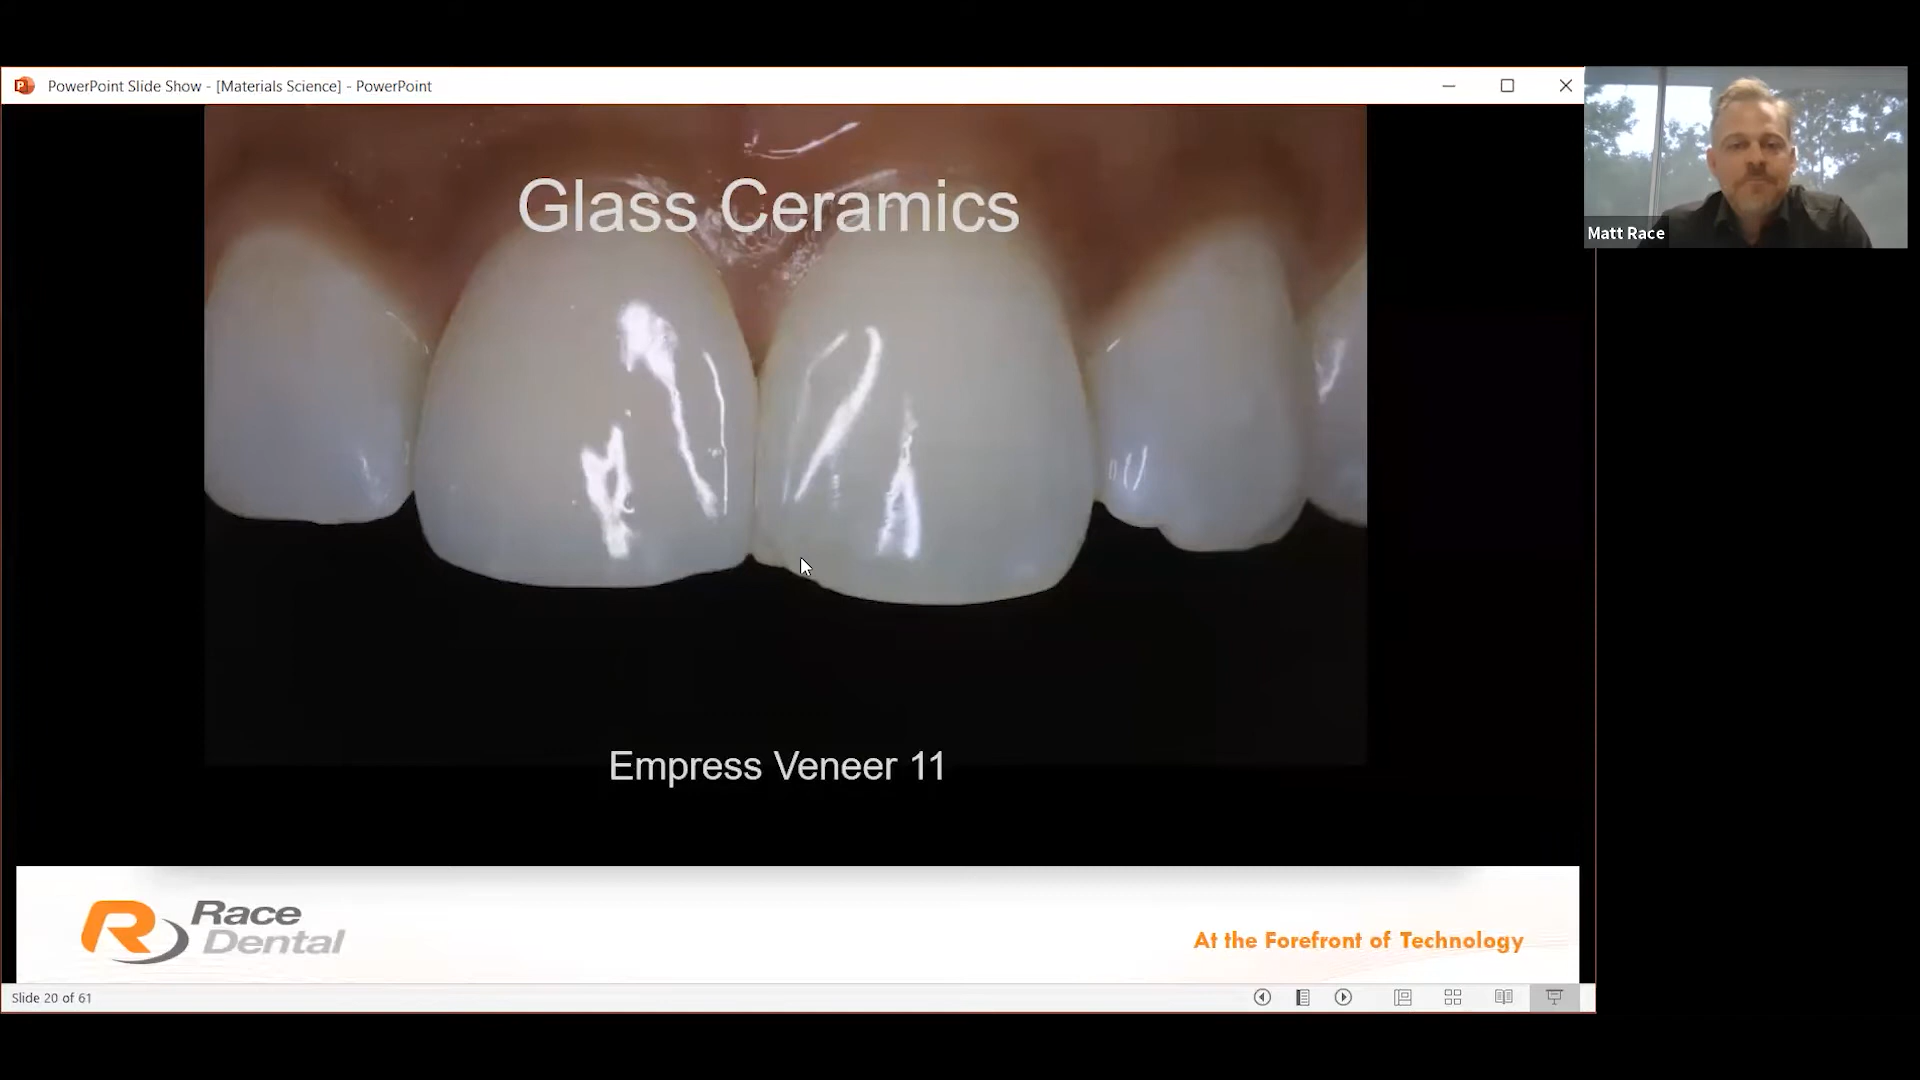 PowerPoint Slide Show - [Materials Science] - PowerPoint
Matt Race
Glass Ceramics
Empress Veneer 11
Race
Dental
At the Forefront of Technology
Slide 20 of 61